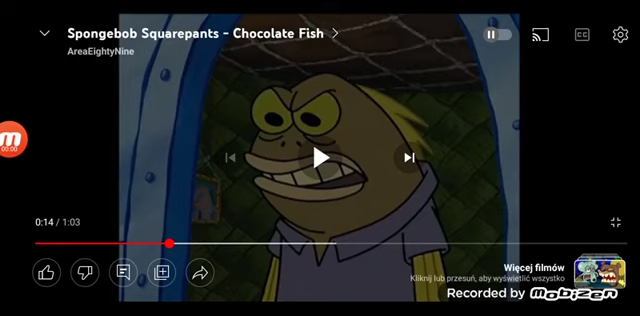 Spongebob Squarepants - Chocolate Fish
AreaEightyNine
CC
m
00:00
0:14 / 1:03
Więcej filmów
Kliknij lub przesuń, aby wyświetlić wszystko
Recorded by mobizen